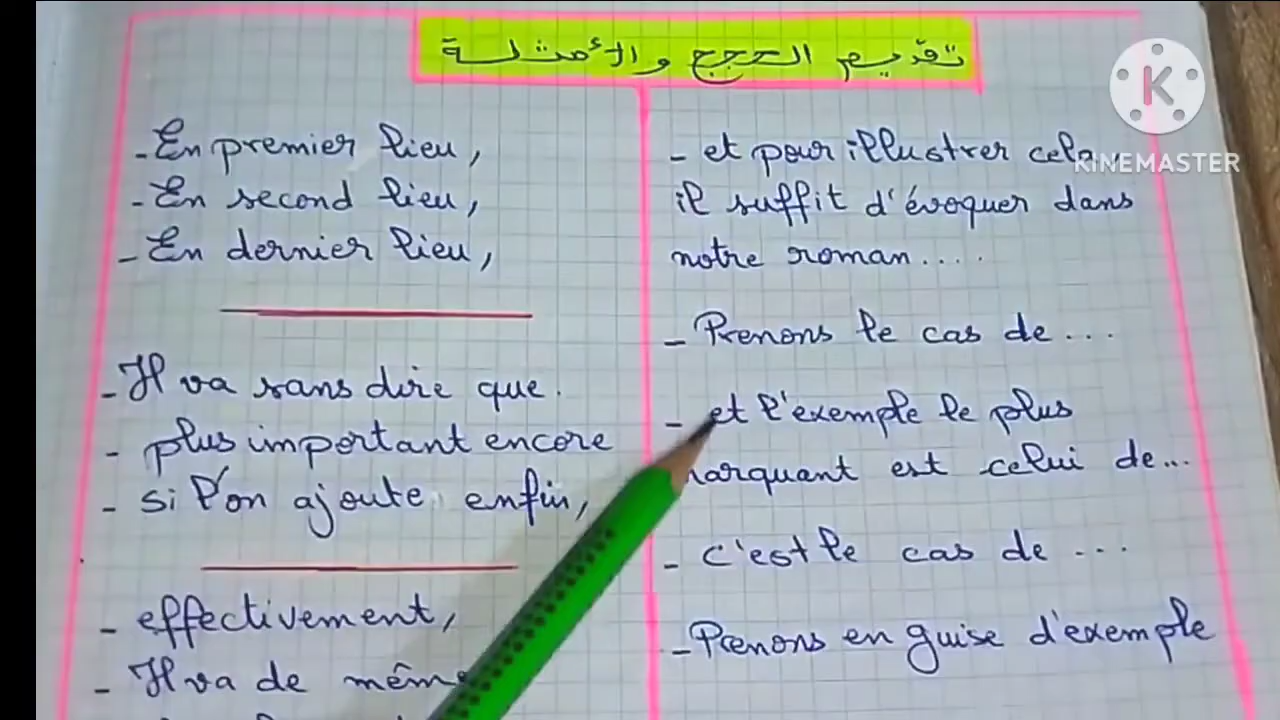 تقديم الحجج والأمثلة
- En premier lieu,
- En second lieu,
- En dernier lieu,
- Il va sans dire que.
- plus important encore
- si l'on ajoute enfin,
- effectivement,
- Il va de même
- et pour illustrer cela,
il suffit d'évoquer dans
notre roman....
- Prenons le cas de ...
- et l'exemple le plus
marquant est celui de...
- c'est le cas de ...
- Prenons en guise d'exemple
K
KINEMASTER